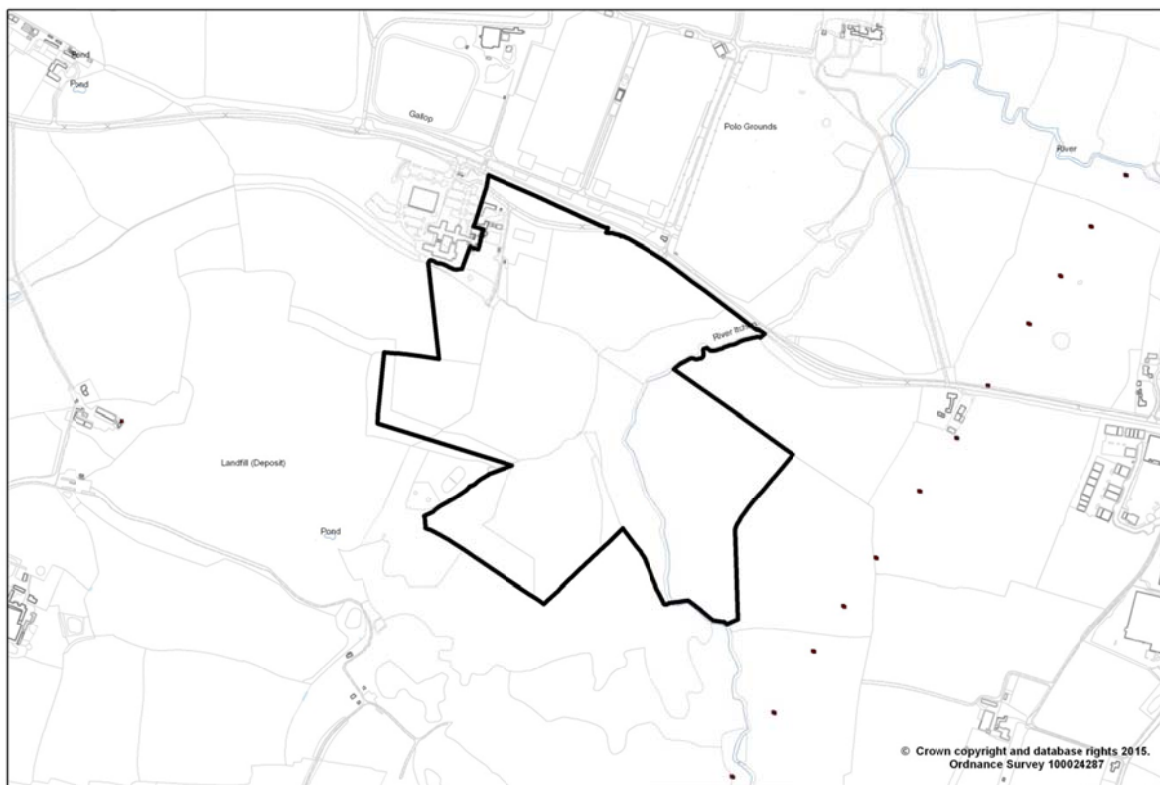 Pond
Pond
Gallop
Polo Grounds
River
River
Landfill (Deposit)
Pond
© Crown copyright and database rights 2015.
Ordnance Survey 100024287